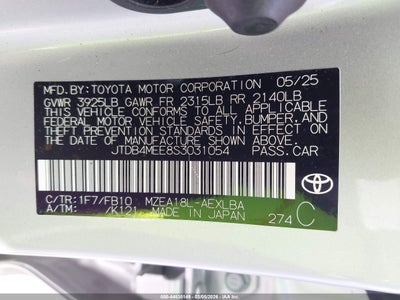 MFD.BY:TOYOTA MOTOR CORPORATION 05/25
GVWR 3925LB GAWR FR 2315LB RR 2140LB
THIS VEHICLE CONFORMS TO ALL APPLICABLE
FEDERAL MOTOR VEHICLE SAFETY, BUMPER, AND
THEFT PREVENTION STANDARDS IN EFFECT ON
THE DATE OF MANUFACTURE SHOWN ABOVE.
JTDB4MEE8S3031054 PASS.CAR
C/TR:1F7/FB10 MZEA18L-AEXLBA
A/TM: /K121 MADE IN JAPAN 274 C
TOYOTA